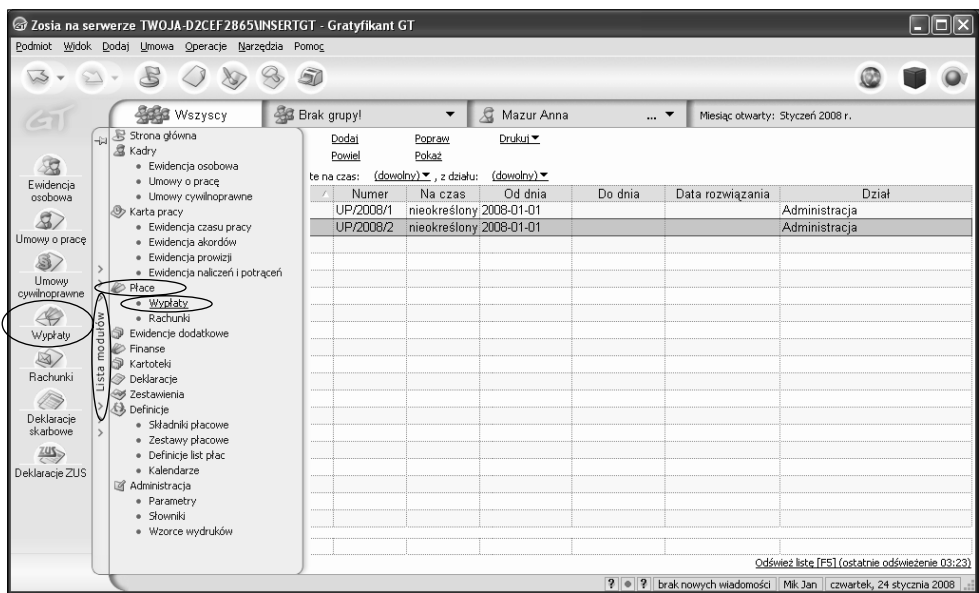 Zosia na serwerze TWOJA-D2CEF2865\INSERTGT - Gratyfikant GT
Podmiot Widok Dodaj Umowa Operacje Narzędzia Pomoc
GT
Wszyscy Brak grupy! Mazur Anna ... Miesiąc otwarty: Styczeń 2008 r.
Ewidencja osobowa
Umowy o pracę
Umowy cywilnoprawne
Wypłaty
Rachunki
Deklaracje skarbowe
ZUS
Deklaracje ZUS
Lista modułów
Strona główna
Kadry
Ewidencja osobowa
Umowy o pracę
Umowy cywilnoprawne
Karta pracy
Ewidencja czasu pracy
Ewidencja akordów
Ewidencja prowizji
Ewidencja naliczeń i potrąceń
Płace
Wypłaty
Rachunki
Ewidencje dodatkowe
Finanse
Kartoteki
Deklaracje
Zestawienia
Definicje
Składniki płacowe
Zestawy płacowe
Definicje list płac
Kalendarze
Administracja
Parametry
Słowniki
Wzorce wydruków
Dodaj Popraw Drukuj
Powiel Pokaż
te na czas: (dowolny) , z działu: (dowolny)
Numer Na czas Od dnia Do dnia Data rozwiązania Dział
UP/2008/1 nieokreślony 2008-01-01 Administracja
UP/2008/2 nieokreślony 2008-01-01 Administracja
Odśwież listę [F5] (ostatnie odświeżenie 03:23)
? ? brak nowych wiadomości Mik Jan czwartek, 24 stycznia 2008